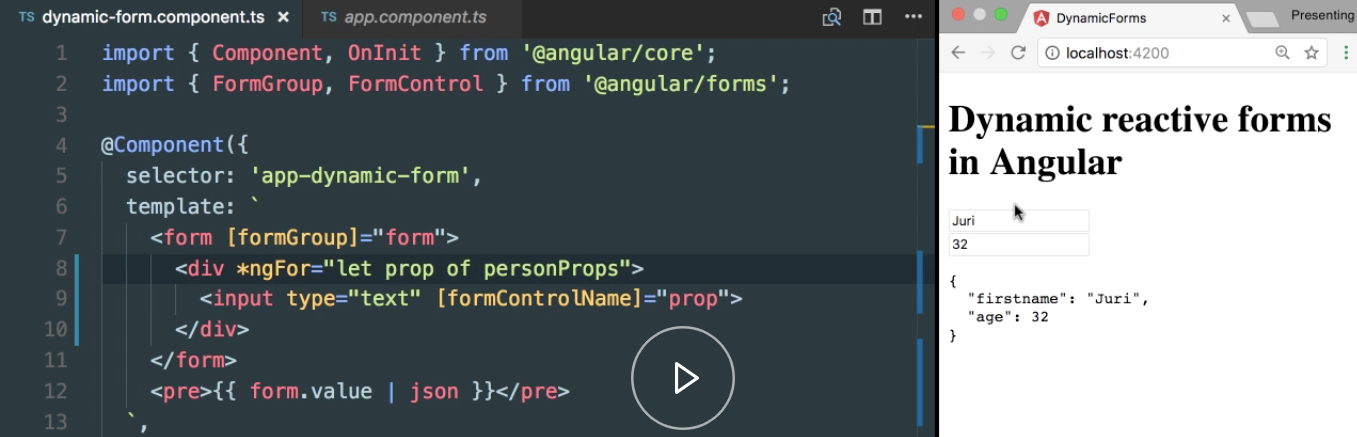 TS dynamic-form.component.ts × TS app.component.ts
1 import { Component, OnInit } from '@angular/core';
2 import { FormGroup, FormControl } from '@angular/forms';
3
4 @Component({
5 selector: 'app-dynamic-form',
6 template: `
7 <form [formGroup]="form">
8 <div *ngFor="let prop of personProps">
9 <input type="text" [formControlName]="prop">
10 </div>
11 </form>
12 <pre>{{ form.value | json }}</pre>
13 `,
DynamicForms × Presenting
localhost:4200
Dynamic reactive forms
in Angular
Juri
32
{
"firstname": "Juri",
"age": 32
}